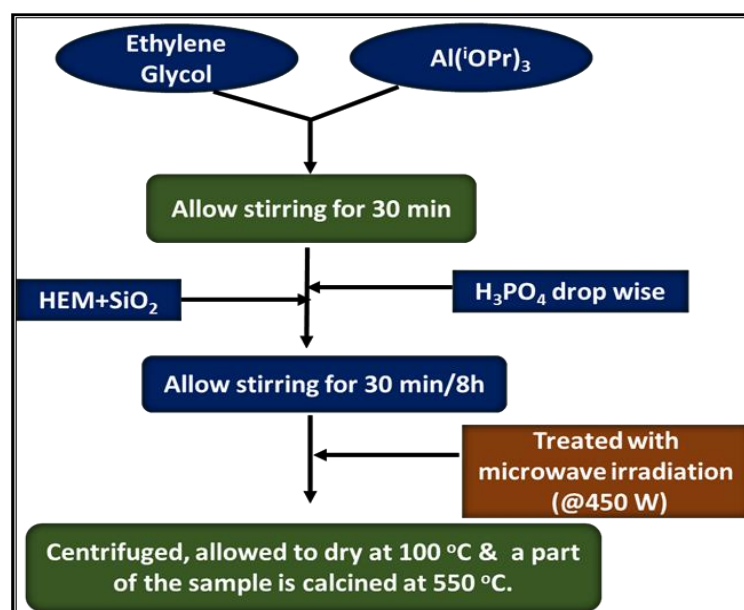 Ethylene
Glycol
Al(ⁱOPr)₃
Allow stirring for 30 min
HEM+SiO₂
H₃PO₄ drop wise
Allow stirring for 30 min/8h
Treated with
microwave irradiation
(@450 W)
Centrifuged, allowed to dry at 100 ºC & a part
of the sample is calcined at 550 ºC.